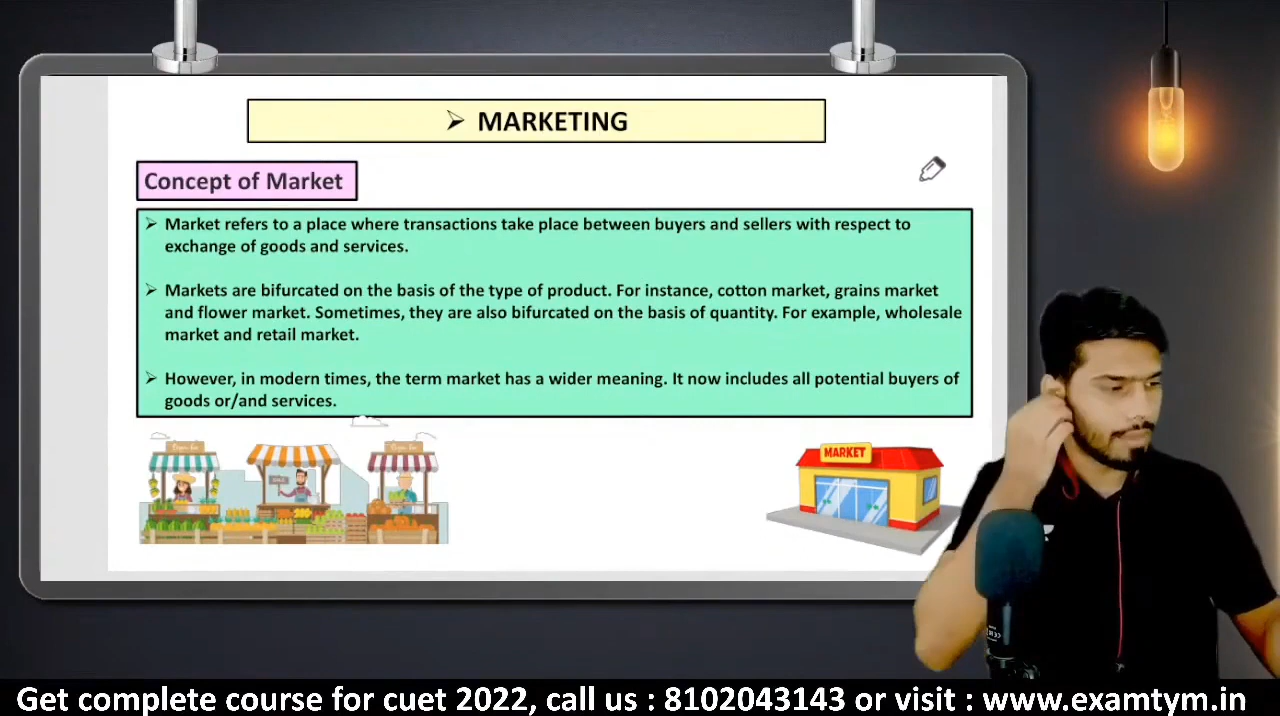 ➢ MARKETING
Concept of Market
➢ Market refers to a place where transactions take place between buyers and sellers with respect to
exchange of goods and services.
➢ Markets are bifurcated on the basis of the type of product. For instance, cotton market, grains market
and flower market. Sometimes, they are also bifurcated on the basis of quantity. For example, wholesale
market and retail market.
➢ However, in modern times, the term market has a wider meaning. It now includes all potential buyers of
goods or/and services.
MARKET
Get complete course for cuet 2022, call us : 8102043143 or visit : www.examtym.in